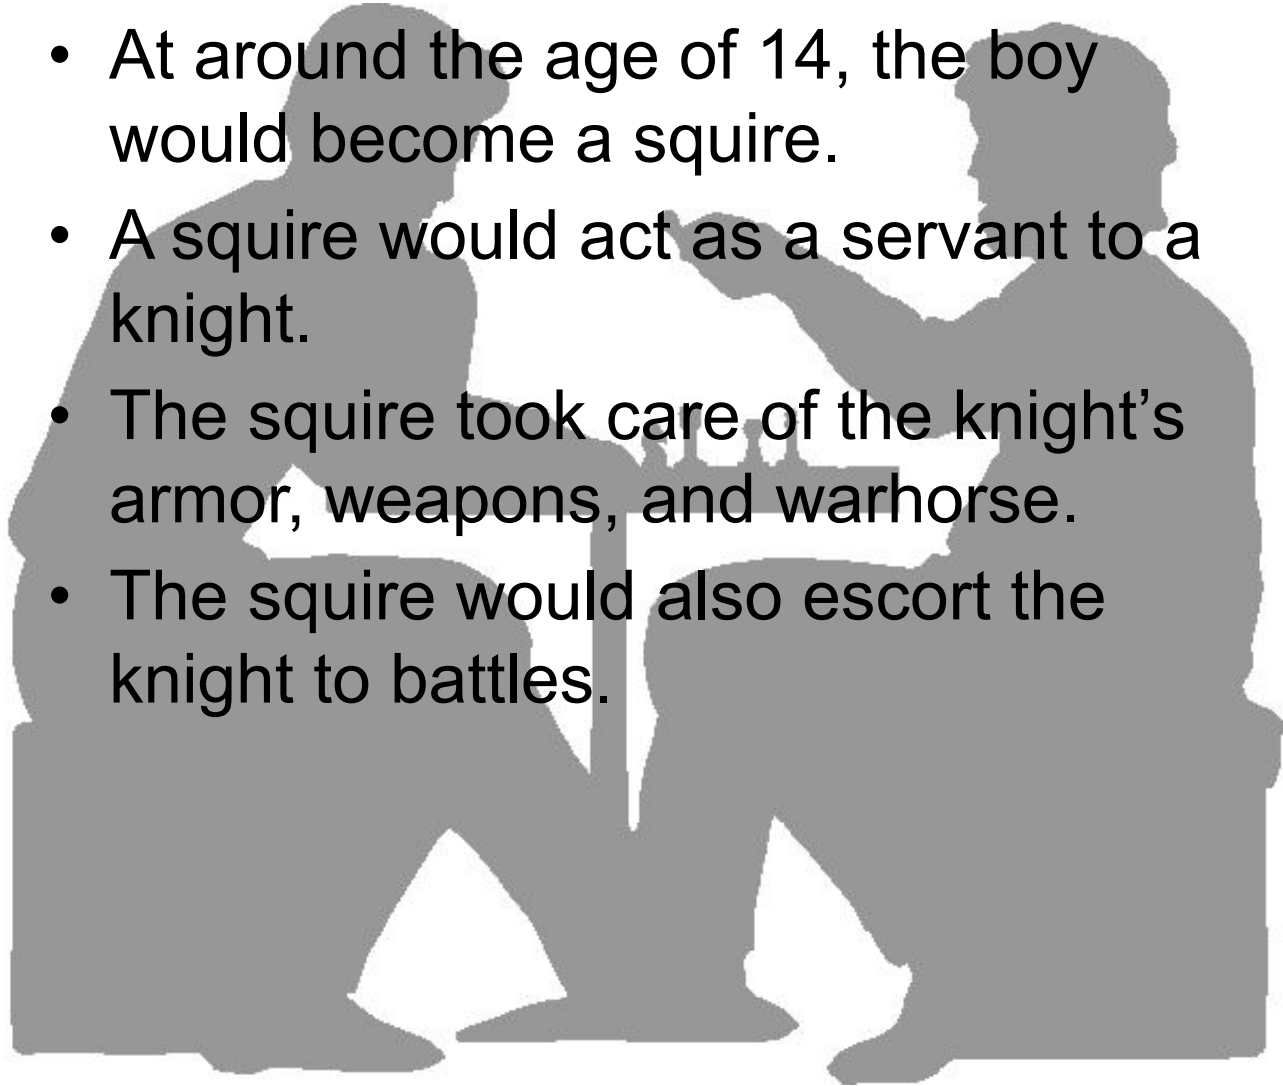 • At around the age of 14, the boy
would become a squire.
• A squire would act as a servant to a
knight.
• The squire took care of the knight’s
armor, weapons, and warhorse.
• The squire would also escort the
knight to battles.